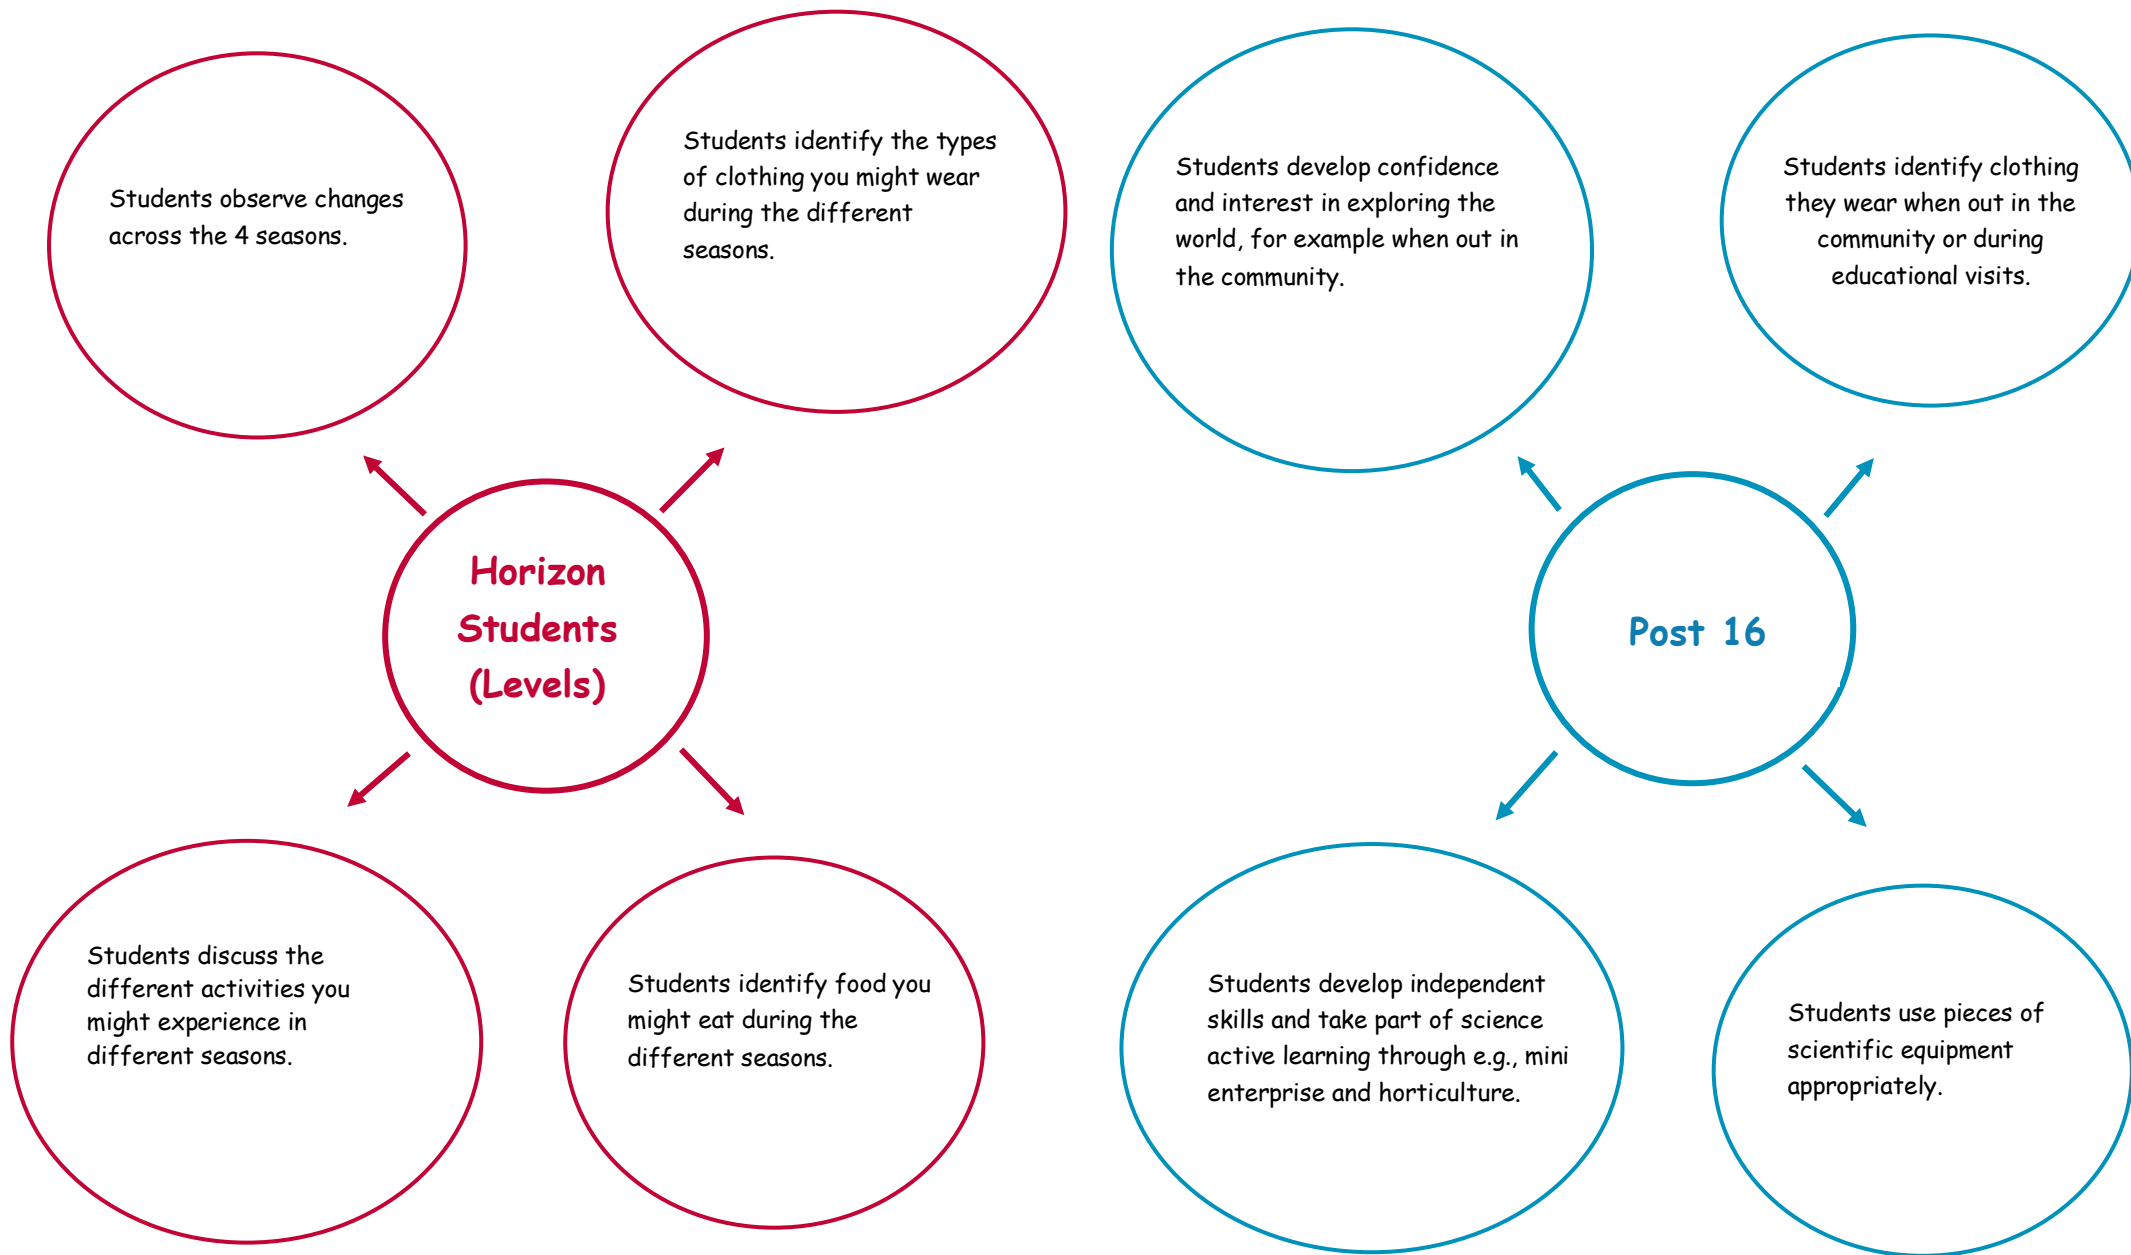 Students observe changes
across the 4 seasons.
Students identify the types
of clothing you might wear
during the different
seasons.
Horizon
Students
(Levels)
Students discuss the
different activities you
might experience in
different seasons.
Students identify food you
might eat during the
different seasons.
Students develop confidence
and interest in exploring the
world, for example when out in
the community.
Students identify clothing
they wear when out in the
community or during
educational visits.
Post 16
Students develop independent
skills and take part of science
active learning through e.g., mini
enterprise and horticulture.
Students use pieces of
scientific equipment
appropriately.